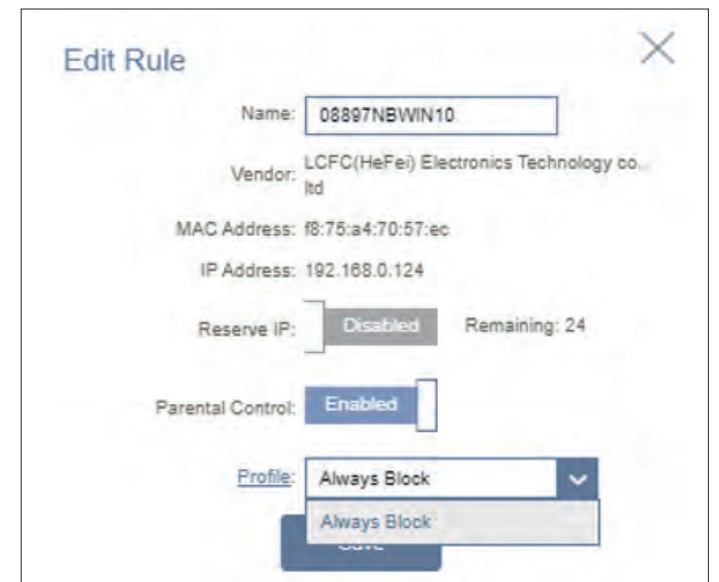 Edit Rule
Name: 08897NBWIN10
Vendor: LCFC(HeFei) Electronics Technology co.,
ltd
MAC Address: f8:75:a4:70:57:ec
IP Address: 192.168.0.124
Reserve IP: Disabled Remaining: 24
Parental Control: Enabled
Profile: Always Block
Always Block
Save